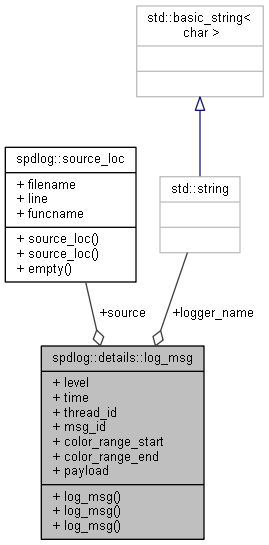 std::basic_string<
char >
spdlog::source_loc
+ filename
+ line
+ funcname
+ source_loc()
+ source_loc()
+ empty()
std::string
+source
+logger_name
spdlog::details::log_msg
+ level
+ time
+ thread_id
+ msg_id
+ color_range_start
+ color_range_end
+ payload
+ log_msg()
+ log_msg()
+ log_msg()